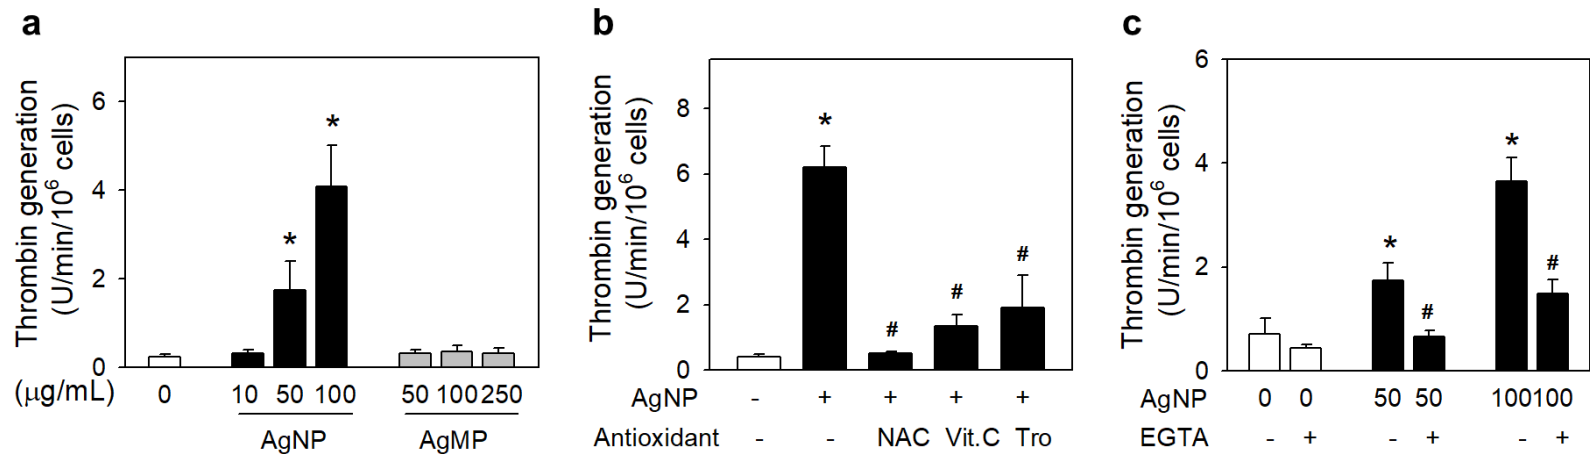 a
Thrombin generation
(U/min/10⁶ cells)
6
4
2
0
(μg/mL) 0 10 50 100 50 100 250
AgNP AgMP
b
Thrombin generation
(U/min/10⁶ cells)
8
6
4
2
0
* # # #
AgNP - + + + +
Antioxidant - - NAC Vit.C Tro
c
Thrombin generation
(U/min/10⁶ cells)
6
4
2
0
* # * #
AgNP 0 0 50 50 100 100
EGTA - + - + - +